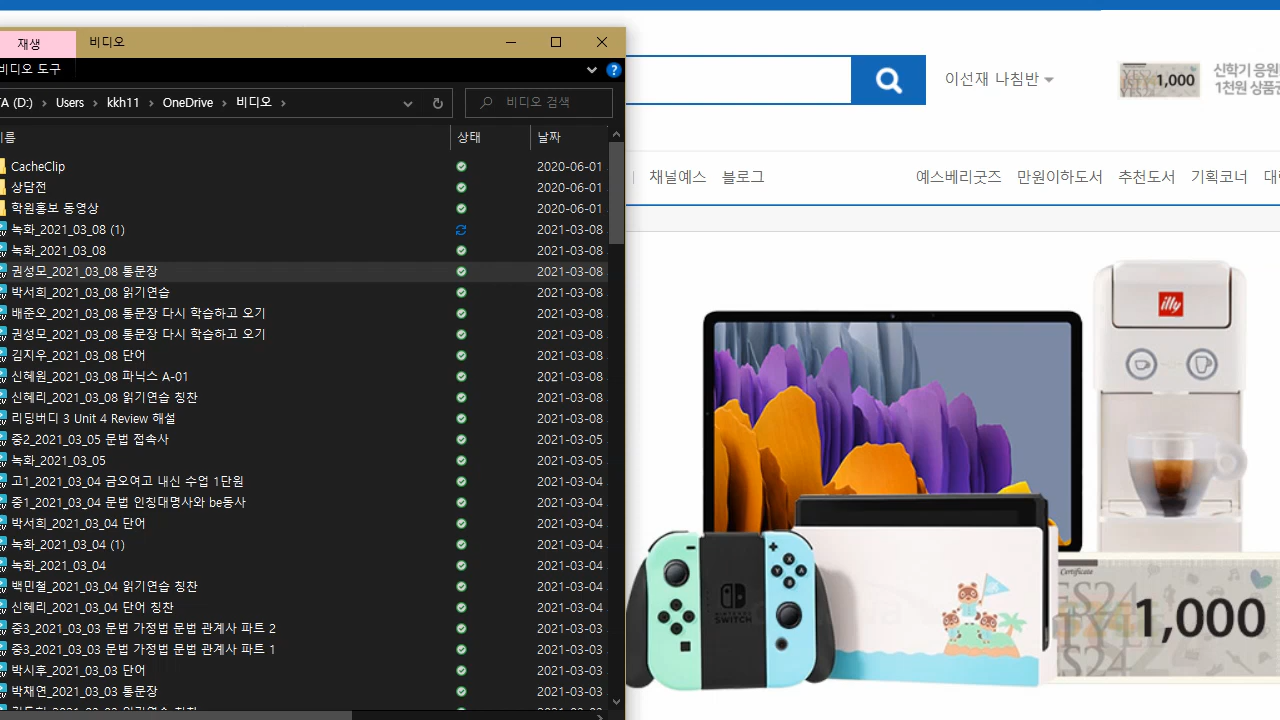 재생 비디오
비디오 도구
TA (D:) > Users > kkh11 > OneDrive > 비디오 >
비디오 검색
이름 상태 날짜
CacheClip 2020-06-01
상담전 2020-06-01
학원홍보 동영상 2020-06-01
녹화_2021_03_08 (1) 2021-03-08
녹화_2021_03_08 2021-03-08
권성모_2021_03_08 통문장 2021-03-08
박서희_2021_03_08 읽기연습 2021-03-08
배준오_2021_03_08 통문장 다시 학습하고 오기 2021-03-08
권성모_2021_03_08 통문장 다시 학습하고 오기 2021-03-08
김지우_2021_03_08 단어 2021-03-08
신혜원_2021_03_08 파닉스 A-01 2021-03-08
신혜리_2021_03_08 읽기연습 칭찬 2021-03-08
리딩버디 3 Unit 4 Review 해설 2021-03-08
중2_2021_03_05 문법 접속사 2021-03-05
녹화_2021_03_05 2021-03-05
고1_2021_03_04 금오여고 내신 수업 1단원 2021-03-04
중1_2021_03_04 문법 인칭대명사와 be동사 2021-03-04
박서희_2021_03_04 단어 2021-03-04
녹화_2021_03_04 (1) 2021-03-04
녹화_2021_03_04 2021-03-04
백민철_2021_03_04 읽기연습 칭찬 2021-03-04
신혜리_2021_03_04 단어 칭찬 2021-03-04
중3_2021_03_03 문법 가정법 문법 관계사 파트 2 2021-03-03
중3_2021_03_03 문법 가정법 문법 관계사 파트 1 2021-03-03
박시후_2021_03_03 단어 2021-03-03
박채연_2021_03_03 통문장 2021-03-03
이선재 나침반
1,000
신학기 응원
1천원 상품권
채널예스 블로그 예스베리굿즈 만원이하도서 추천도서 기획코너
illy
NINTENDO
SWITCH
Certificate
1,000